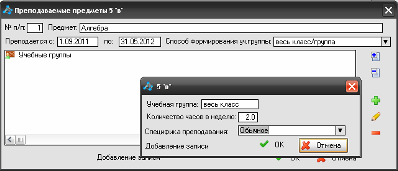 Преподаваемые предметы 5 "в"
№ п/п: 1 Предмет: Алгебра
Преподается с: 1.09.2011 по: 31.05.2012 Способ формирования уч.группы: весь класс/группа
Учебные группы
5 "в"
Учебная группа: весь класс
Количество часов в неделю: 2.0
Специфика преподавания: Обычное
Добавление записи OK Отмена
Добавление записи OK Отмена